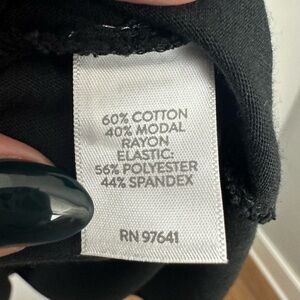 60% COTTON
40% MODAL
RAYON
ELASTIC:
56% POLYESTER
44% SPANDEX
RN 97641